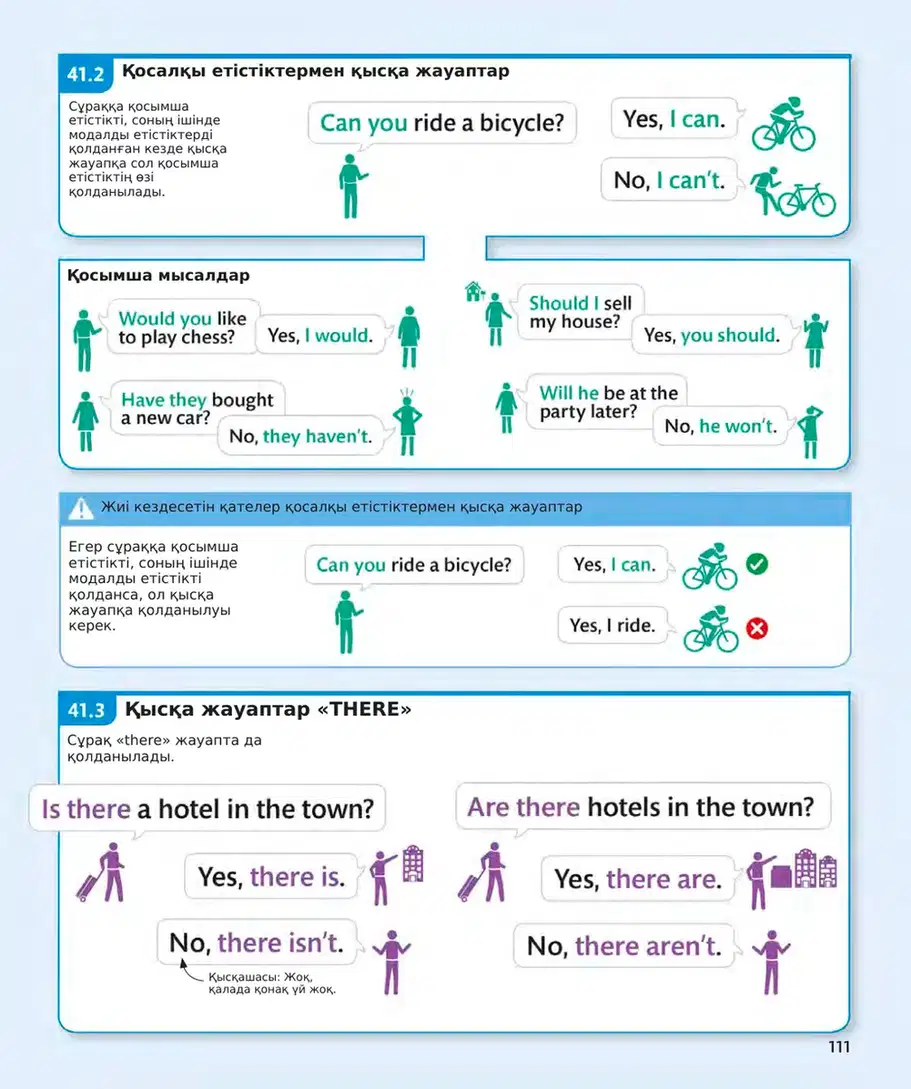 41.2 Қосалқы етістіктермен қысқа жауаптар
Сұраққа қосымша
етістікті, соның ішінде
модалды етістіктерді
қолданған кезде қысқа
жауапқа сол қосымша
етістіктің өзі
қолданылады.
Can you ride a bicycle?
Yes, I can.
No, I can’t.
Қосымша мысалдар
Would you like
to play chess?
Yes, I would.
Should I sell
my house?
Yes, you should.
Have they bought
a new car?
No, they haven’t.
Will he be at the
party later?
No, he won’t.
Жиі кездесетін қателер қосалқы етістіктермен қысқа жауаптар
Егер сұраққа қосымша
етістікті, соның ішінде
модалды етістікті
қолданса, ол қысқа
жауапқа қолданылуы
керек.
Can you ride a bicycle?
Yes, I can.
Yes, I ride.
41.3 Қысқа жауаптар «THERE»
Сұрақ «there» жауапта да
қолданылады.
Is there a hotel in the town?
Yes, there is.
No, there isn’t.
Қысқашасы: Жоқ,
қалада қонақ үй жоқ.
Are there hotels in the town?
Yes, there are.
No, there aren’t.
111